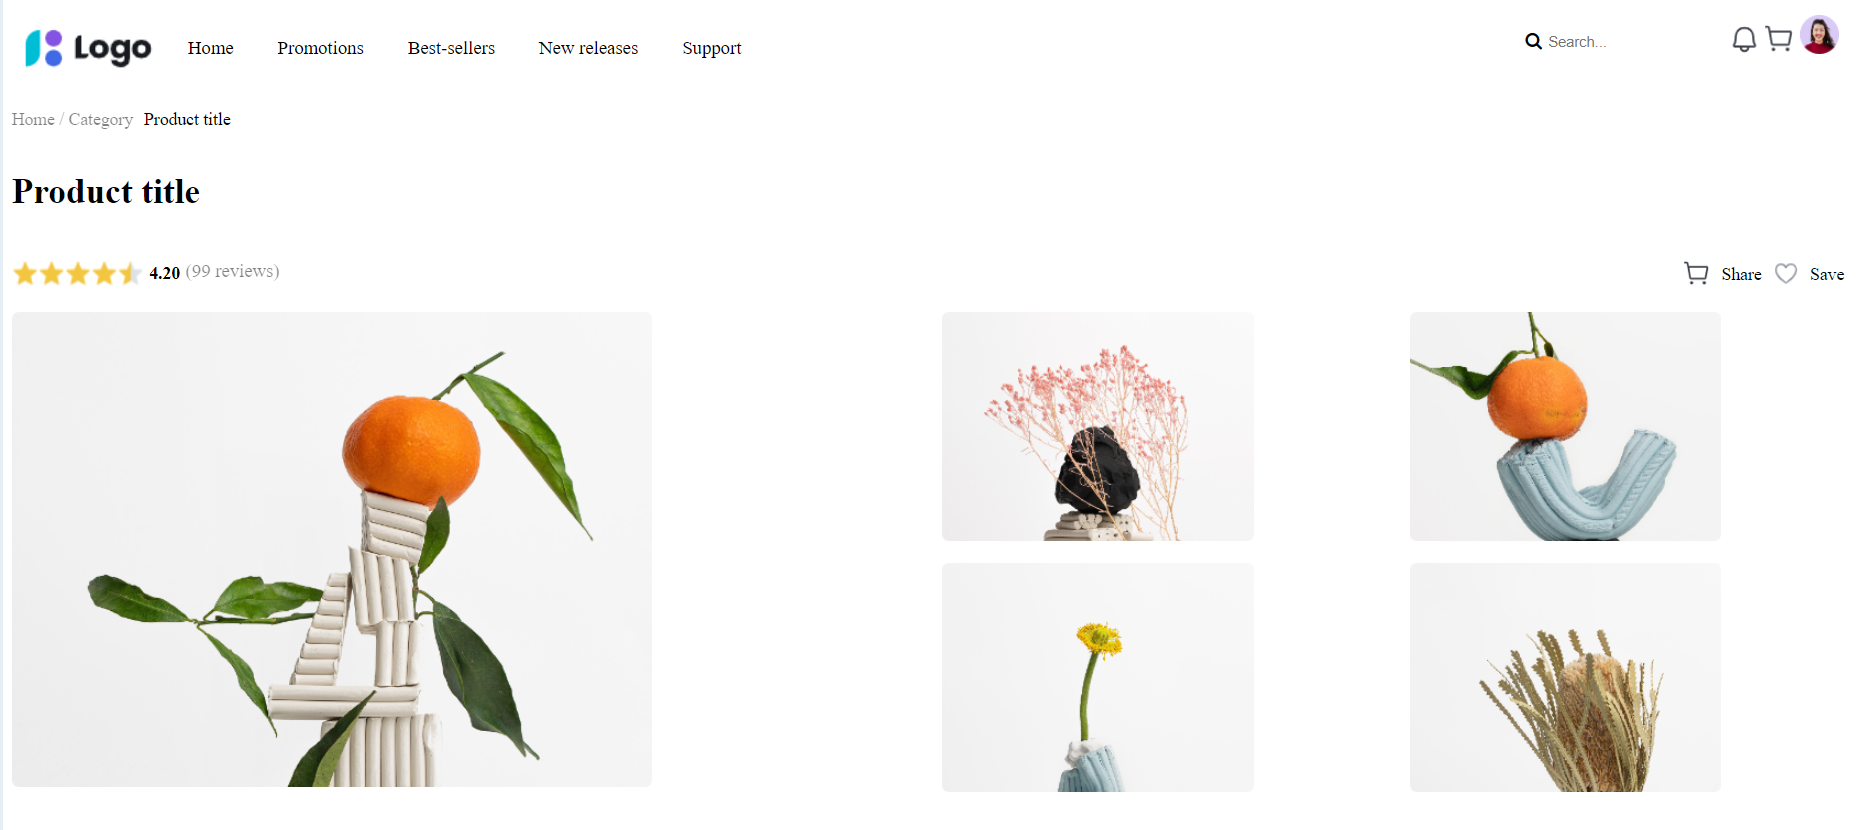 Logo Home Promotions Best-sellers New releases Support Search...
Home / Category Product title
Product title
4.20 (99 reviews) Share Save